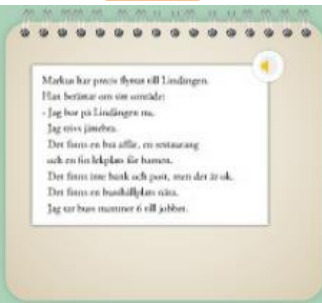 Markus har precis flyttat till Lindängen.
Han berättar om sitt område:
- Jag bor på Lindängen nu.
Jag trivs jättebra.
Det finns en bra affär, en restaurang
och en fin lekplats för barnen.
Det finns inte bank och post, men det är ok.
Det finns en busshållplats nära.
Jag tar buss nummer 6 till jobbet.